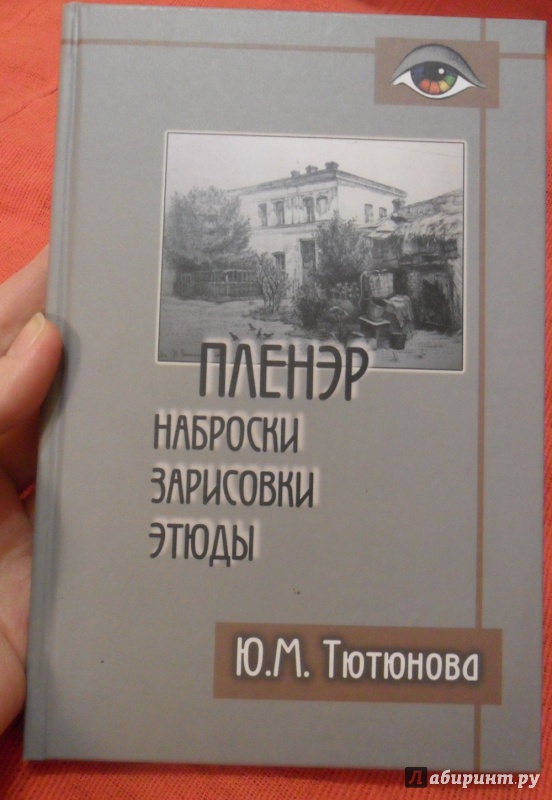 ПЛЕНЭР
НАБРОСКИ
ЗАРИСОВКИ
ЭТЮДЫ
Ю.М. Тютюнова
Лабиринт.ру